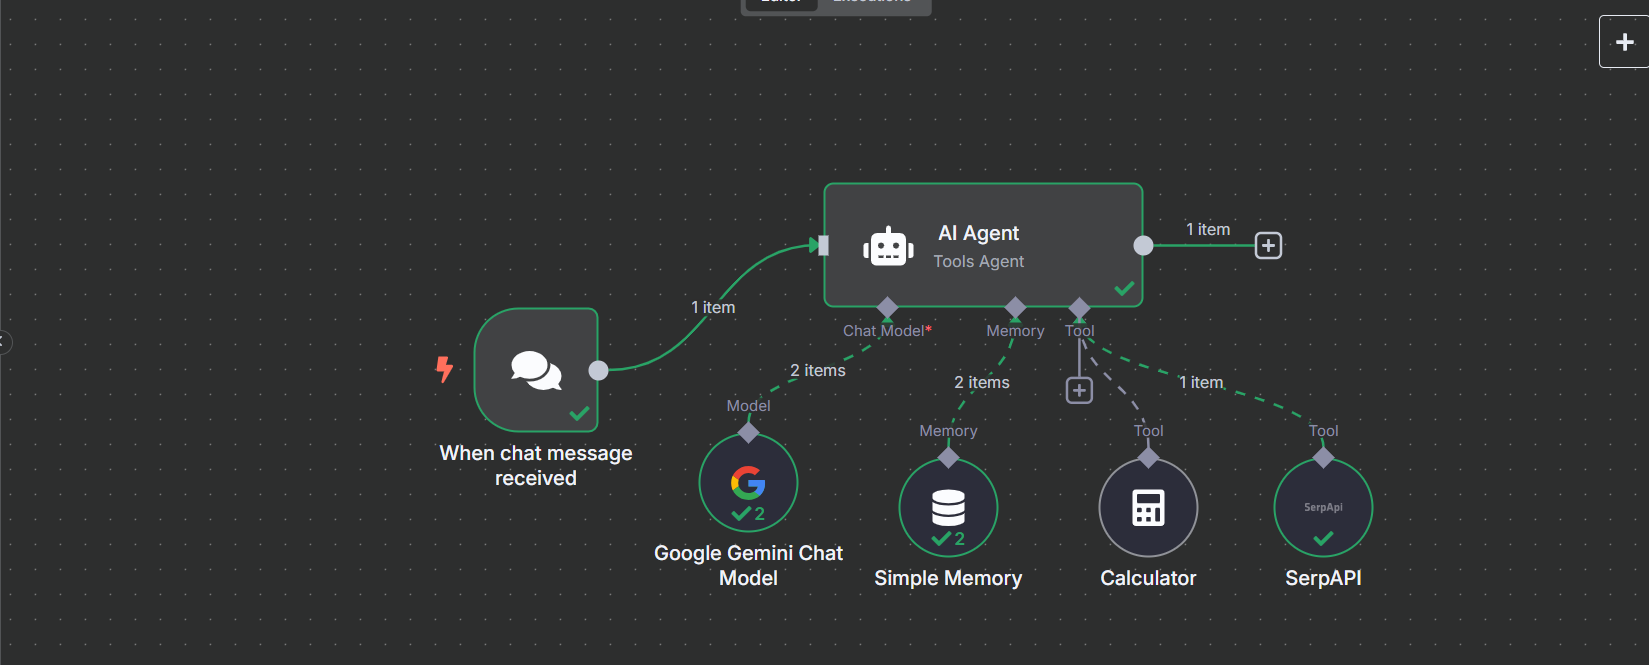 1 item
AI Agent
Tools Agent
1 item
Chat Model*
Memory
Tool
2 items
2 items
1 item
Model
Memory
Tool
Tool
When chat message
received
2
SerpApi
2
Google Gemini Chat
Model
Simple Memory
Calculator
SerpAPI